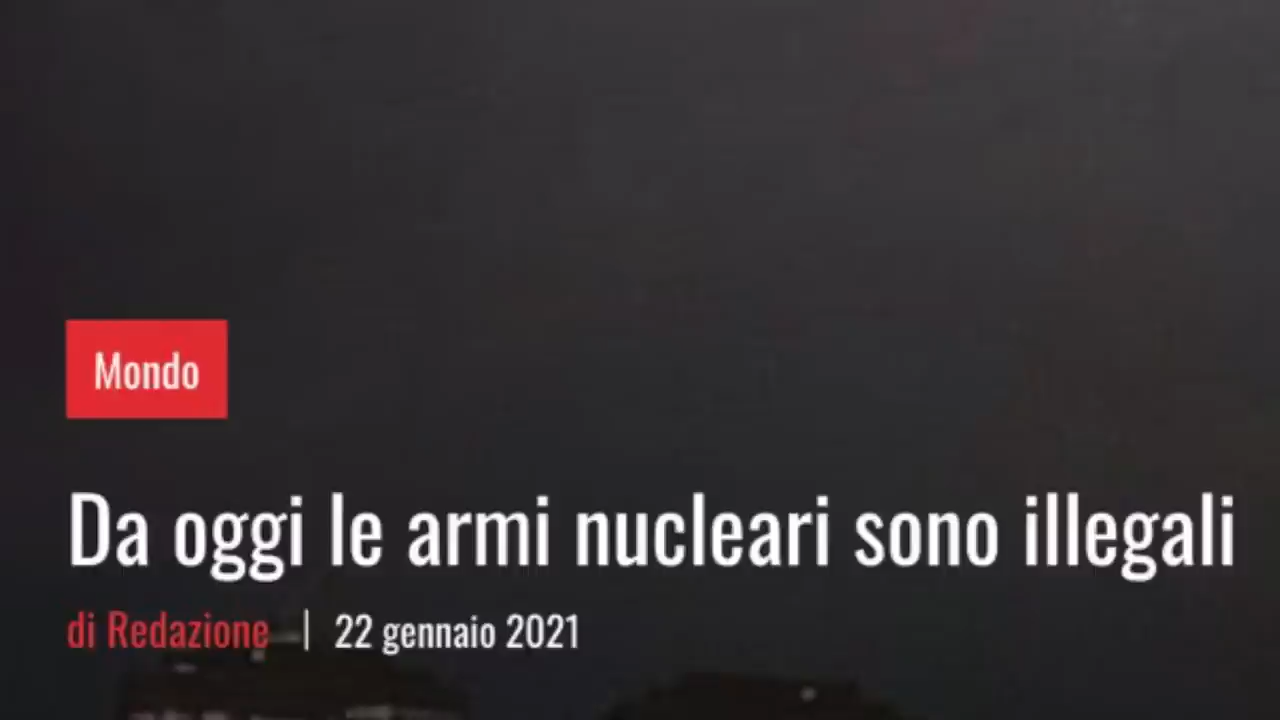 Mondo
Da oggi le armi nucleari sono illegali
di Redazione | 22 gennaio 2021